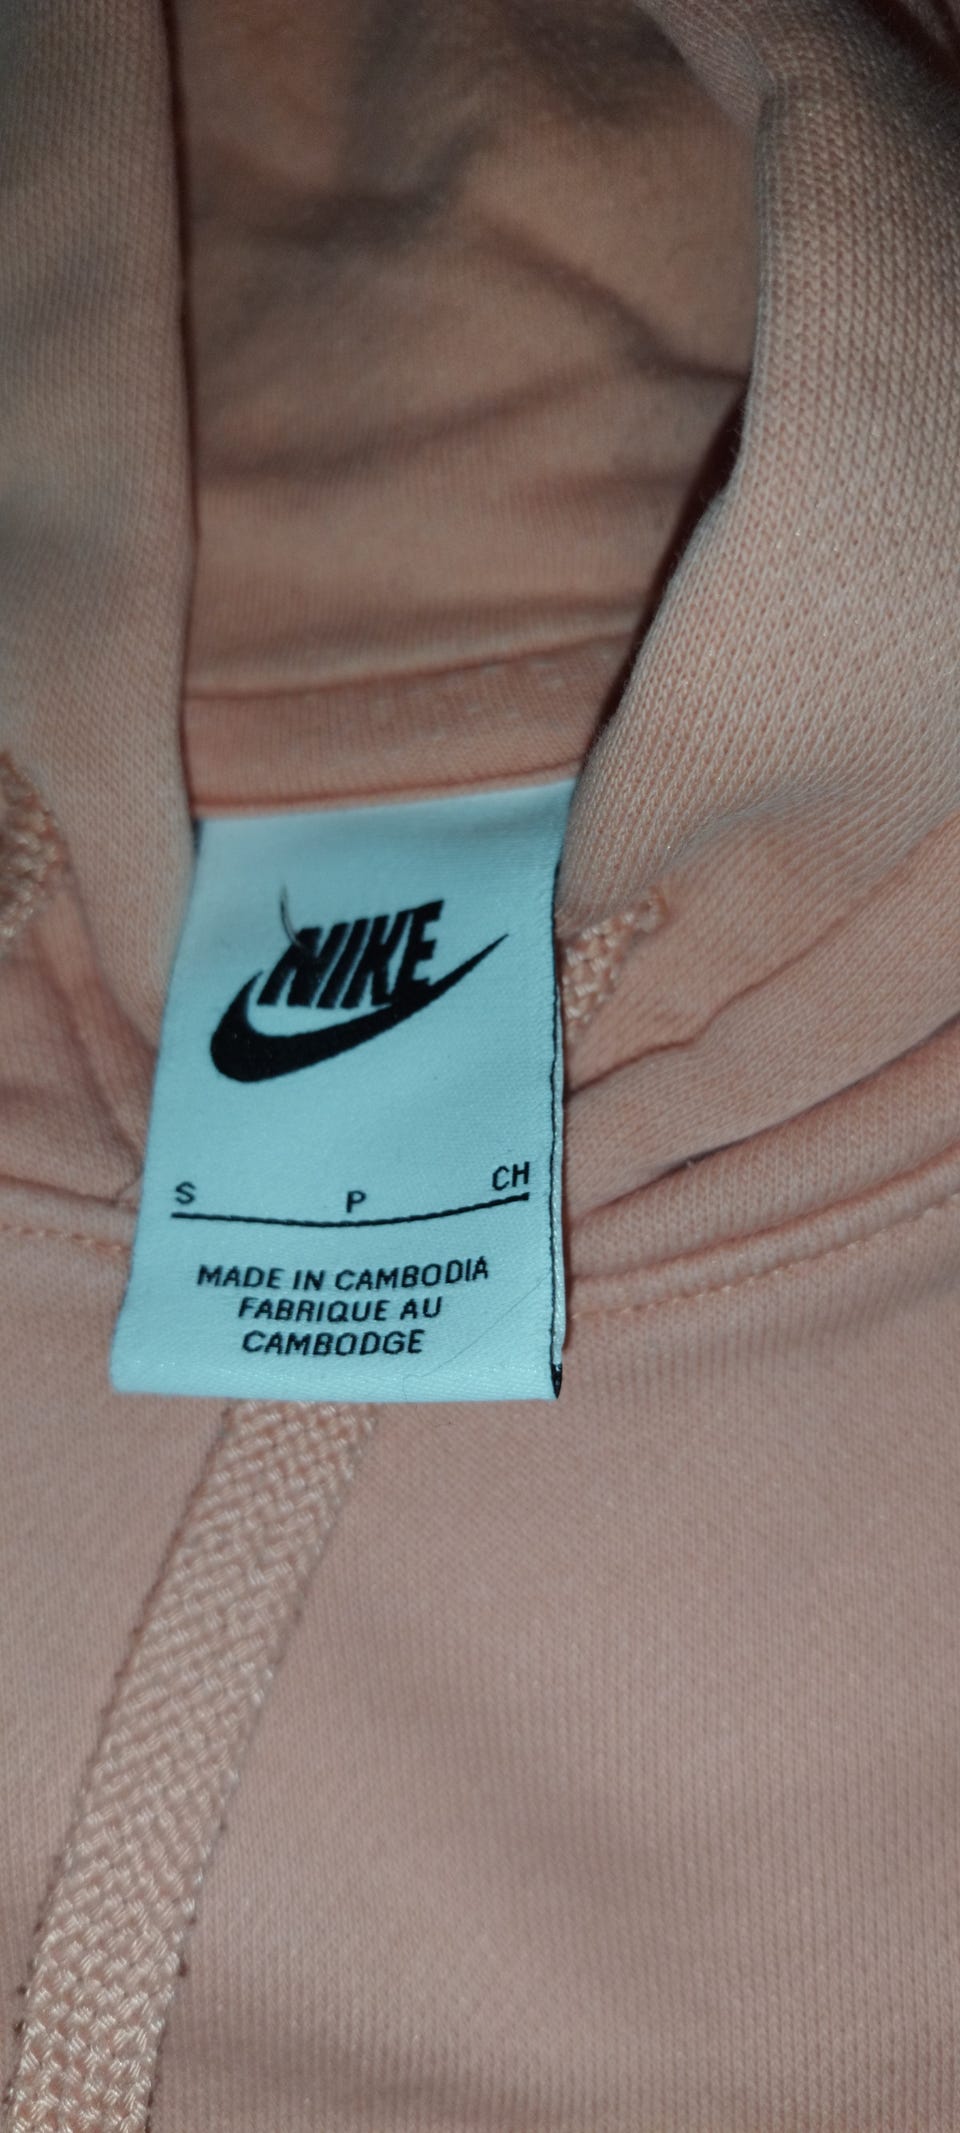 NIKE
S P CH
MADE IN CAMBODIA
FABRIQUE AU
CAMBODGE